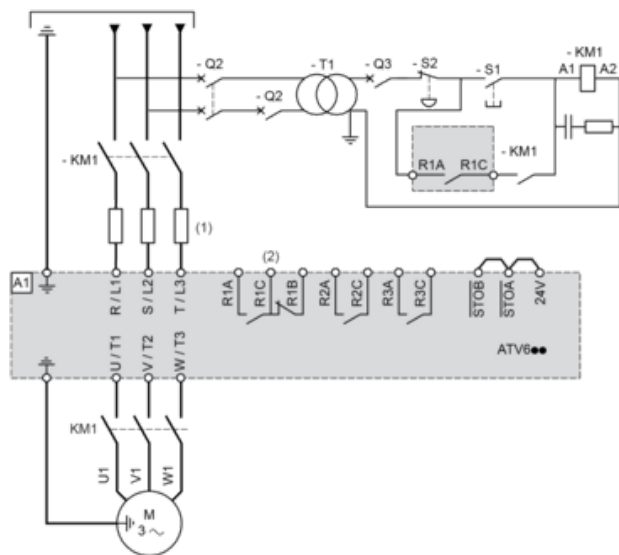 - Q2
- T1
- Q3
- S2
- S1
- KM1
A1
A2
- Q2
- KM1
R1A
R1C
- KM1
(1)
(2)
A1
R / L1
S / L2
T / L3
R1A
R1C
R1B
R2A
R2C
R3A
R3C
STOB
STOA
24V
U / T1
V / T2
W / T3
ATV6●●
KM1
U1
V1
W1
M
3 ~